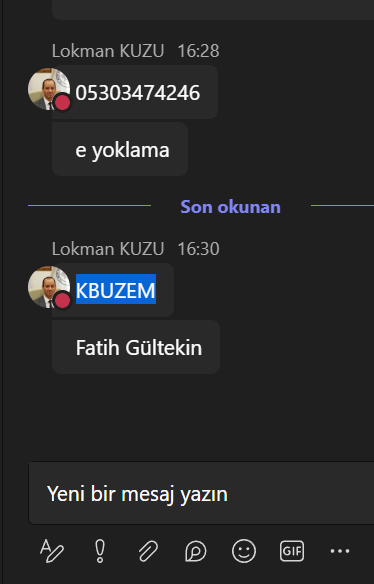 Lokman KUZU 16:28
05303474246
e yoklama
Son okunan
Lokman KUZU 16:30
KBUZEM
Fatih Gültekin
Yeni bir mesaj yazın
GIF